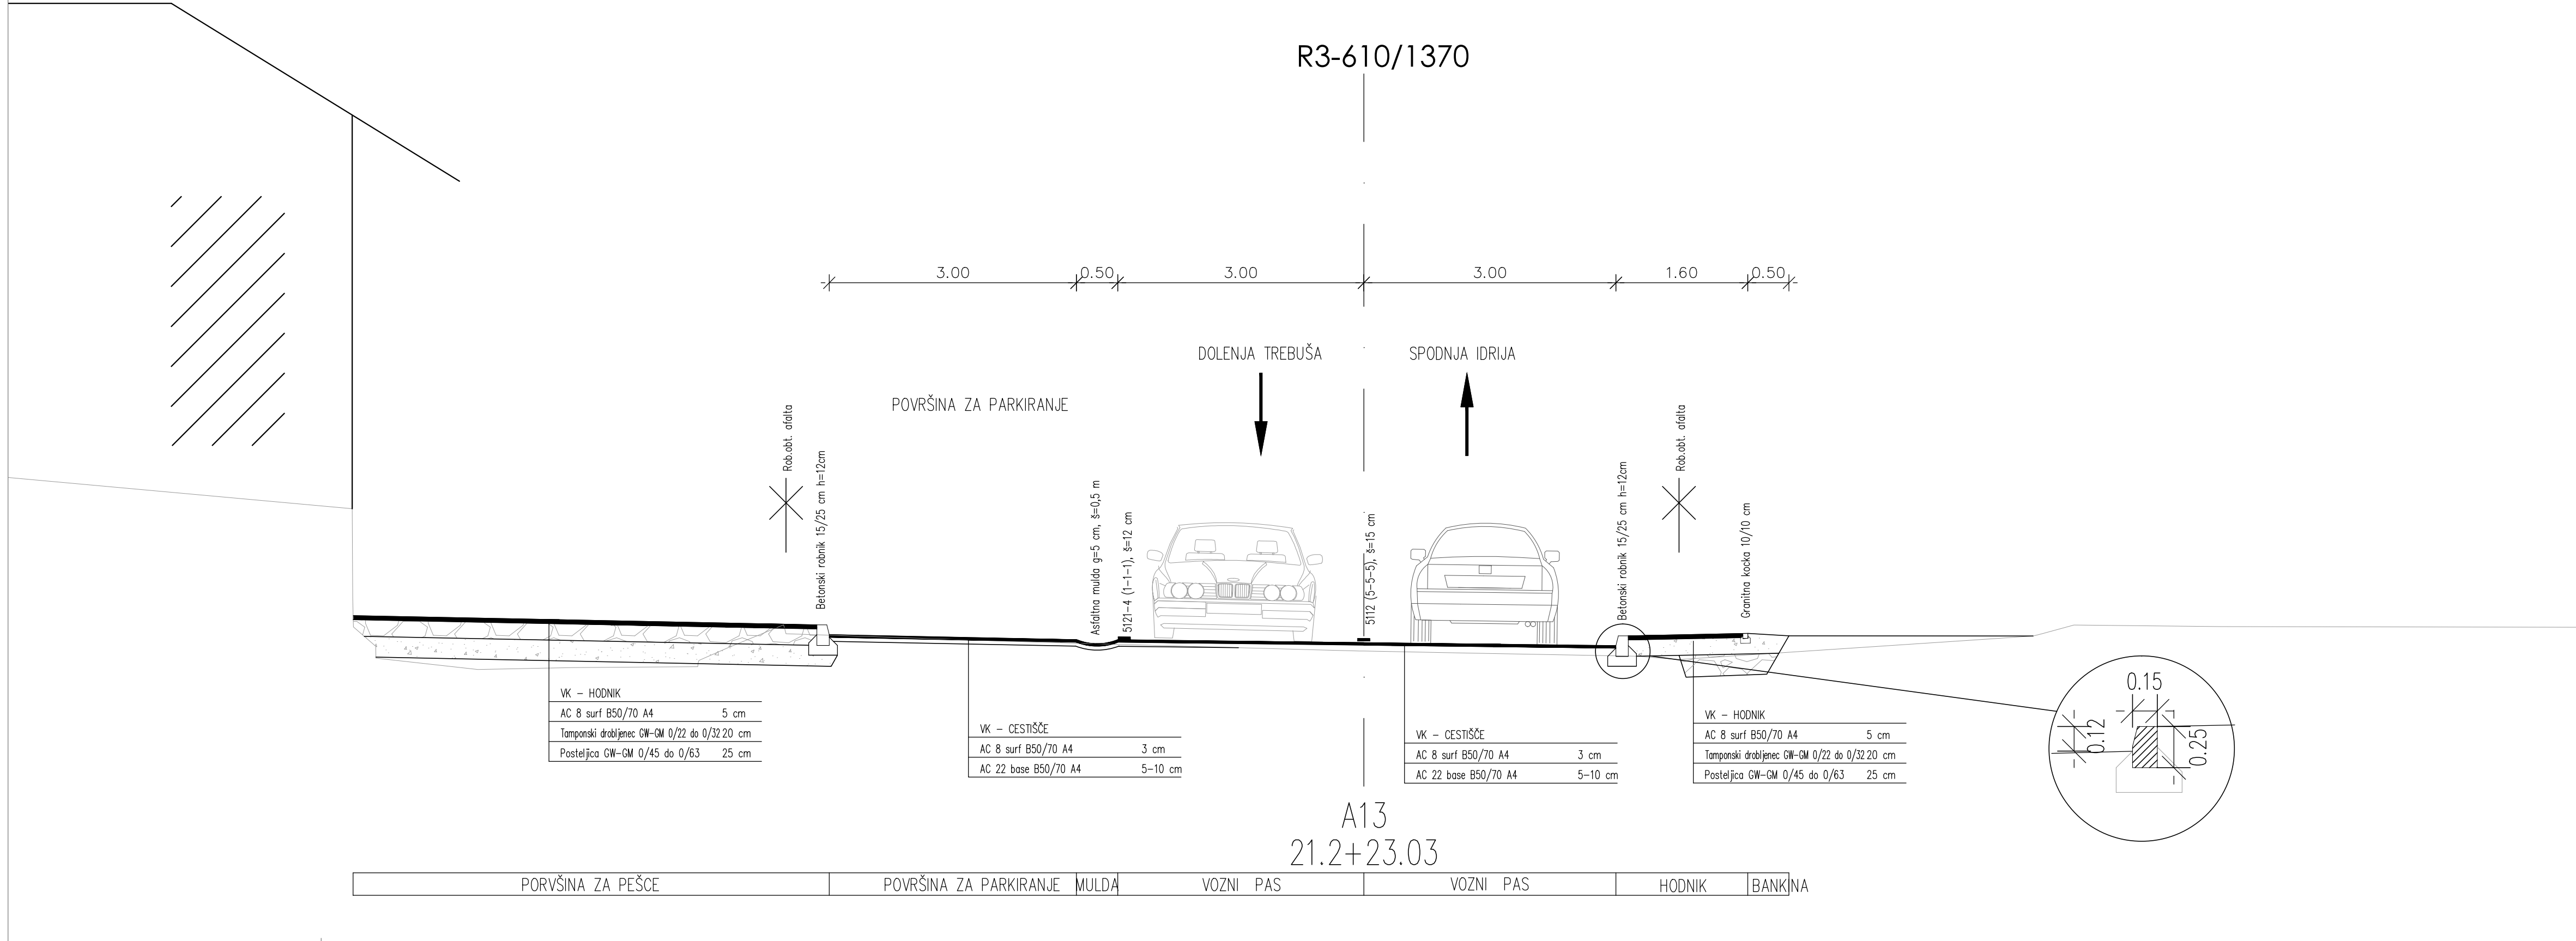 R3-610/1370
3.00
0.50
3.00
3.00
1.60
0.50
DOLENJA TREBUŠA
SPODNJA IDRIJA
POVRŠINA ZA PARKIRANJE
Rob.obt. afalta
Betonski robnik 15/25 cm h=12cm
Asfaltna mulda g=5 cm, š=0,5 m
5121-4 (1-1-1), š=12 cm
5112 (5-5-5), š=15 cm
Betonski robnik 15/25 cm h=12cm
Rob.obt. afalta
Granitna kocka 10/10 cm
VK - HODNIK
AC 8 surf B50/70 A4 5 cm
Tamponski drobljenec GW-GM 0/22 do 0/32 20 cm
Posteljica GW-GM 0/45 do 0/63 25 cm
VK - CESTIŠČE
AC 8 surf B50/70 A4 3 cm
AC 22 base B50/70 A4 5-10 cm
VK - CESTIŠČE
AC 8 surf B50/70 A4 3 cm
AC 22 base B50/70 A4 5-10 cm
VK - HODNIK
AC 8 surf B50/70 A4 5 cm
Tamponski drobljenec GW-GM 0/22 do 0/32 20 cm
Posteljica GW-GM 0/45 do 0/63 25 cm
0.15
0.12
0.25
A13
21.2+23.03
PORVŠINA ZA PEŠCE
POVRŠINA ZA PARKIRANJE
MULDA
VOZNI PAS
VOZNI PAS
HODNIK
BANKINA